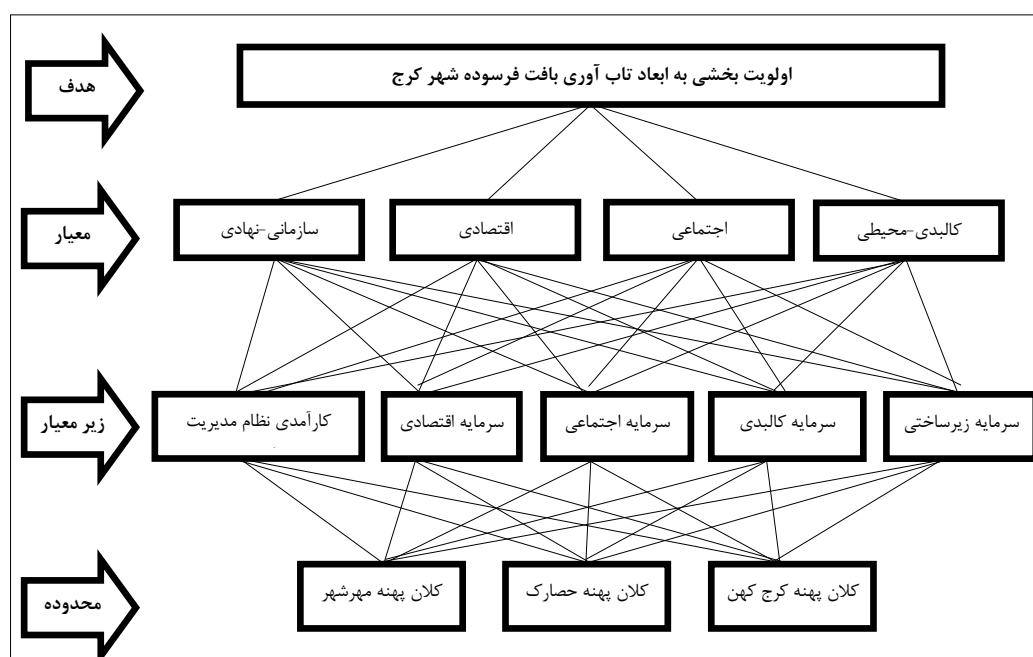 هدف
اولویت بخشی به ابعاد تاب آوری بافت فرسوده شهر کرج
معیار
کالبدی-محیطی
اجتماعی
اقتصادی
سازمانی-نهادی
زیر معیار
سرمایه زیرساختی
سرمایه کالبدی
سرمایه اجتماعی
سرمایه اقتصادی
کارآمدی نظام مدیریت
محدوده
کلان پهنه کرج کهن
کلان پهنه حصارک
کلان پهنه مهرشهر